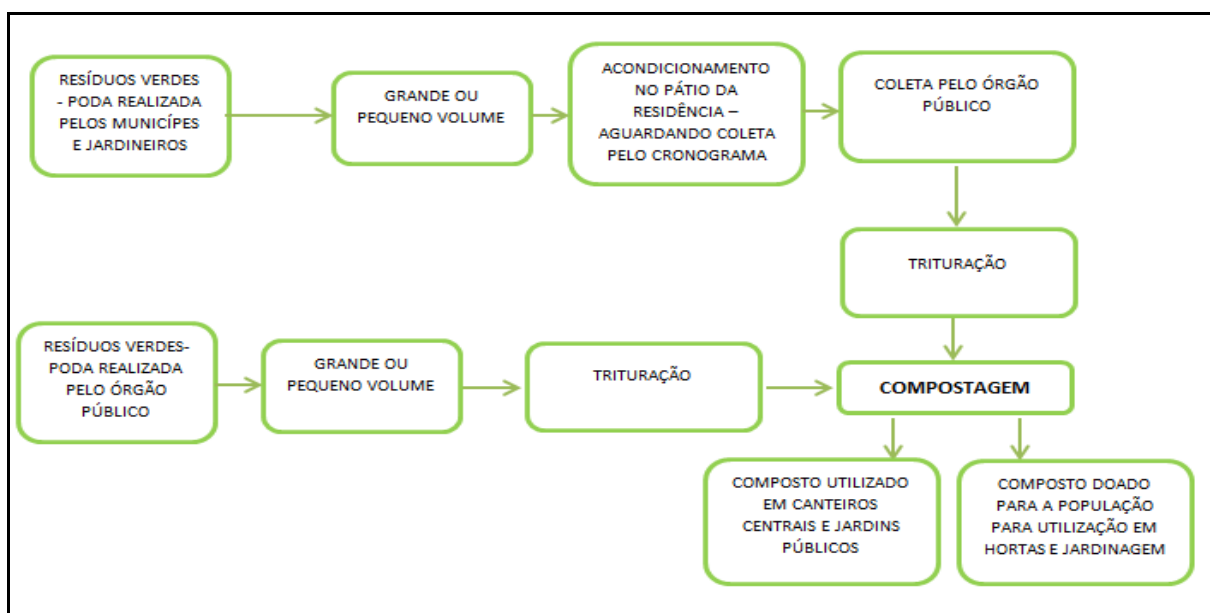 RESÍDUOS VERDES
- PODA REALIZADA
PELOS MUNICÍPES
E JARDINEIROS
GRANDE OU
PEQUENO VOLUME
ACONDICIONAMENTO
NO PÁTIO DA
RESIDÊNCIA –
AGUARDANDO COLETA
PELO CRONOGRAMA
COLETA PELO ÓRGÃO
PÚBLICO
TRITURAÇÃO
RESÍDUOS VERDES-
PODA REALIZADA
PELO ÓRGÃO
PÚBLICO
GRANDE OU
PEQUENO VOLUME
TRITURAÇÃO
COMPOSTAGEM
COMPOSTO UTILIZADO
EM CANTEIROS
CENTRAIS E JARDINS
PÚBLICOS
COMPOSTO DOADO
PARA A POPULAÇÃO
PARA UTILIZAÇÃO EM
HORTAS E JARDINAGEM